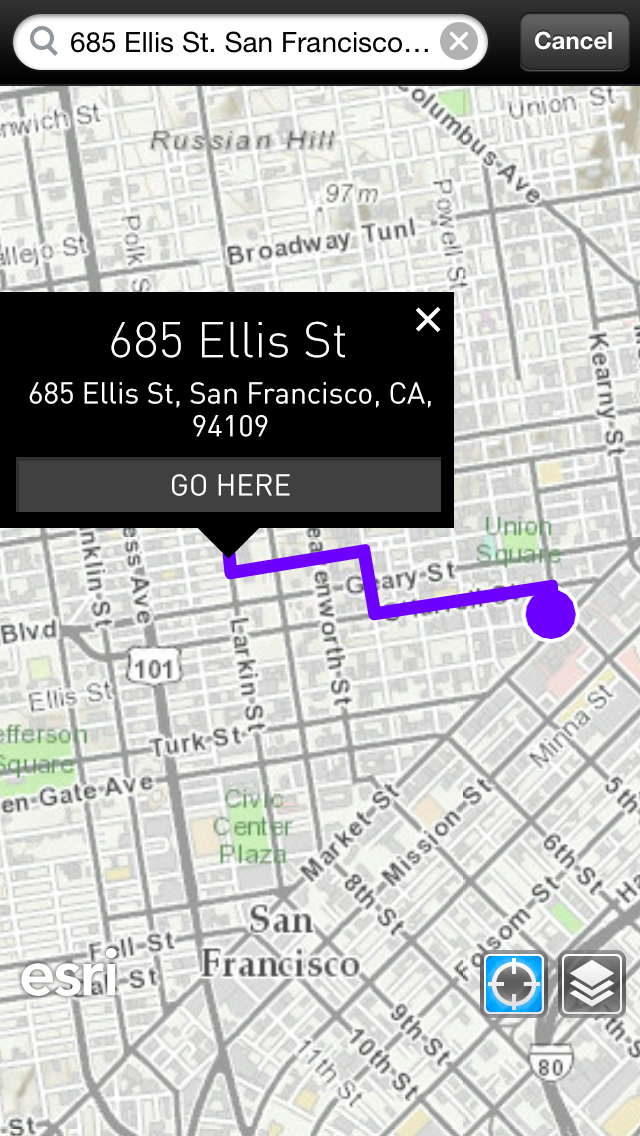 685 Ellis St. San Francisco...
Cancel
nwich St
Columbus Ave
Union St
Russian Hill
97 m
Polk S
Powell St
allejo St
Broadway Tunl
Kearny St
685 Ellis St
685 Ellis St, San Francisco, CA,
94109
GO HERE
Union
Square
nklin St
ess Ave
Geary St
eavenworth St
Blvd
Larkin St
101
Ellis St
Minna St
efferson
Square
Turk St
en Gate Ave
Civic
Center
Plaza
Market St
Mission St
5th
6th St
8th St
Folsom St
Ha
San
Francisco
Fell St
esri
St
9th St
10th St
11th St
80
th S
St